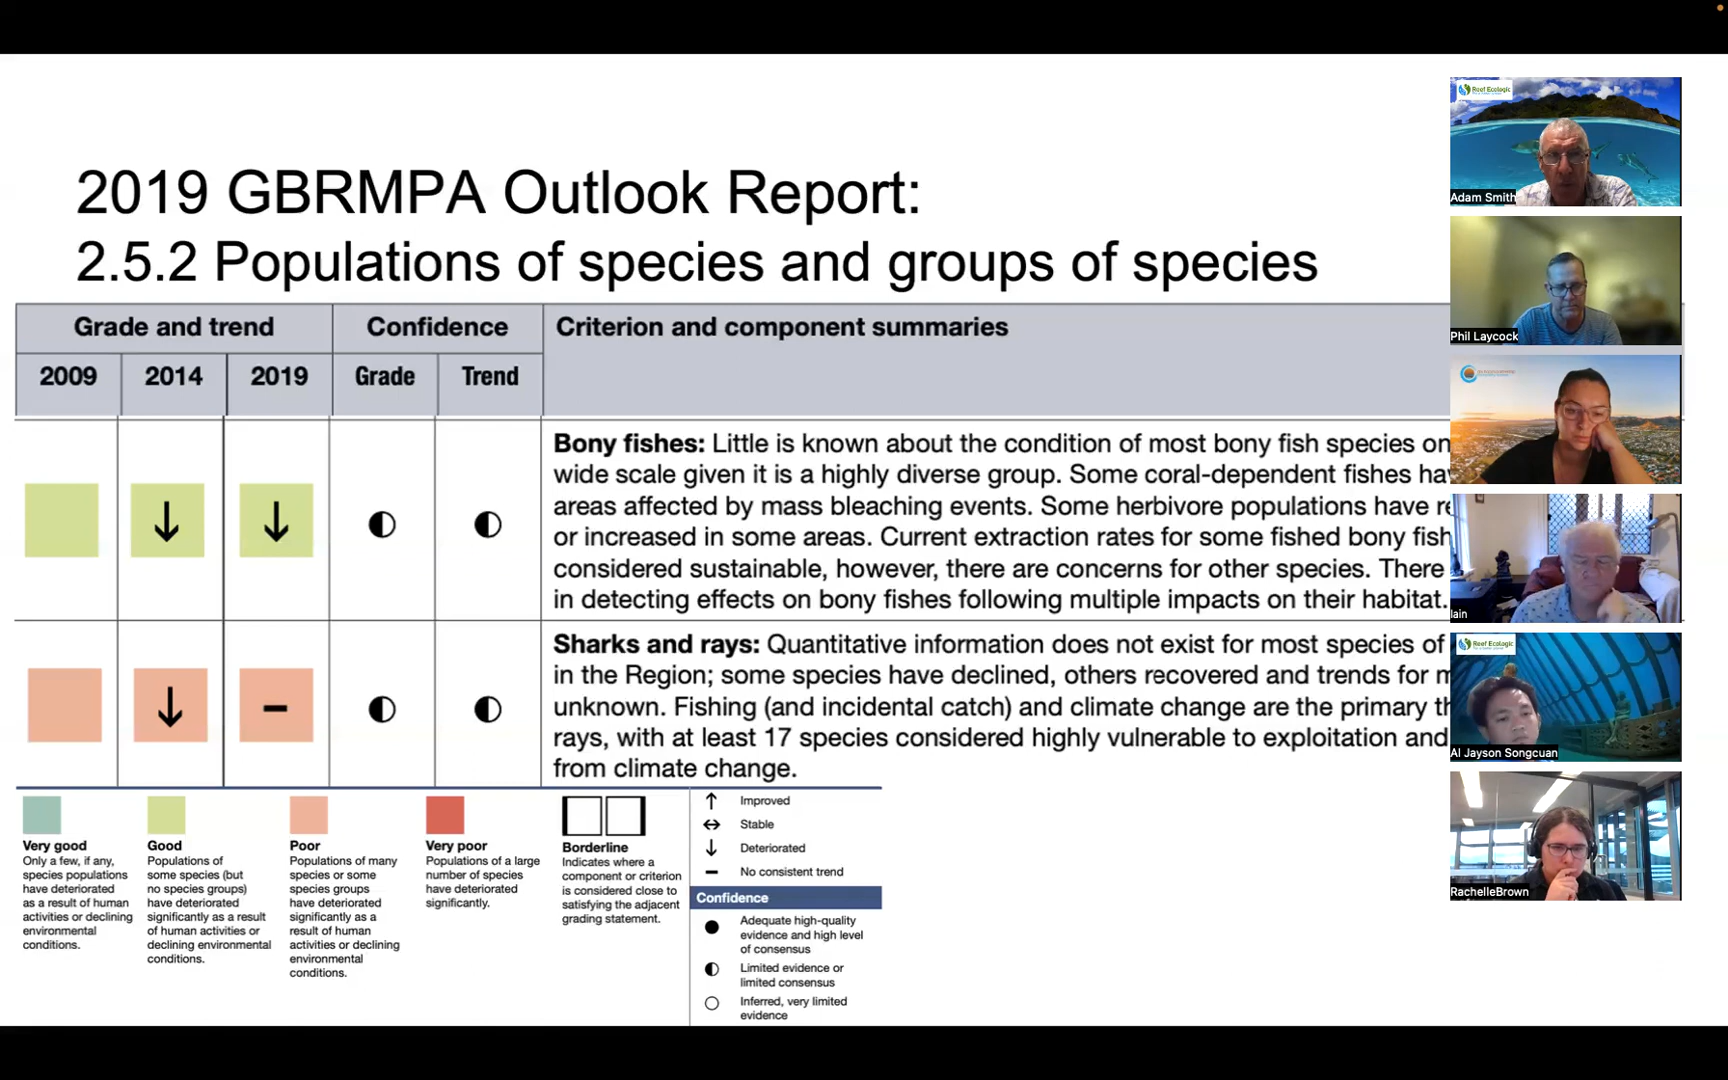 2019 GBRMPA Outlook Report:
2.5.2 Populations of species and groups of species
Grade and trend
Confidence
Criterion and component summaries
2009
2014
2019
Grade
Trend
Bony fishes: Little is known about the condition of most bony fish species on
wide scale given it is a highly diverse group. Some coral-dependent fishes
areas affected by mass bleaching events. Some herbivore populations have
or increased in some areas. Current extraction rates for some fished bony
considered sustainable, however, there are concerns for other species. There
in detecting effects on bony fishes following multiple impacts on their habitat.
Sharks and rays: Quantitative information does not exist for most species of
in the Region; some species have declined, others recovered and trends for
unknown. Fishing (and incidental catch) and climate change are the primary
rays, with at least 17 species considered highly vulnerable to exploitation and
from climate change.
Very good
Only a few, if any,
species populations
have deteriorated
as a result of human
activities or declining
environmental
conditions.
Good
Populations of
some species (but
no species groups)
have deteriorated
significantly as a result
of human activities or
declining environmental
conditions.
Poor
Populations of many
species or some
species groups
have deteriorated
significantly as a
result of human
activities or declining
environmental
conditions.
Very poor
Populations of a large
number of species
have deteriorated
significantly.
Borderline
Indicates where a
component or criterion
is considered close to
satisfying the adjacent
grading statement.
Improved
Stable
Deteriorated
No consistent trend
Confidence
Adequate high-quality
evidence and high level
of consensus
Limited evidence or
limited consensus
Inferred, very limited
evidence
Reef Ecologic
Adam Smith
Phil Laycock
Iain
Reef Ecologic
Al Jayson Songcuan
RachelleBrown